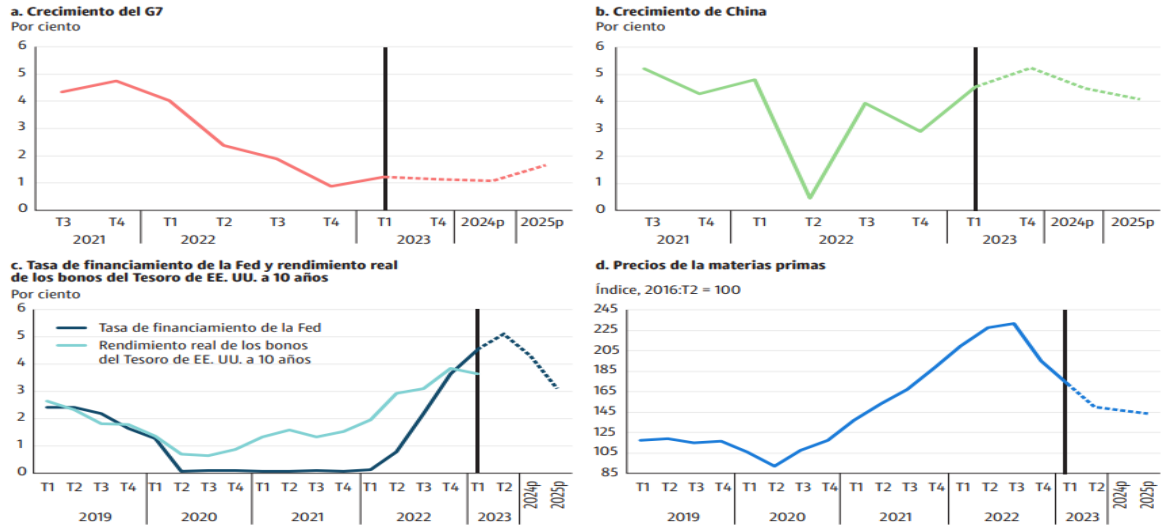 a. Crecimiento del G7
Por ciento
6
5
4
3
2
1
0
T3 T4 T1 T2 T3 T4 T1 T4 2024p 2025p
2021 2022 2023
b. Crecimiento de China
Por ciento
6
5
4
3
2
1
0
T3 T4 T1 T2 T3 T4 T1 T4 2024p 2025p
2021 2022 2023
c. Tasa de financiamiento de la Fed y rendimiento real
de los bonos del Tesoro de EE. UU. a 10 años
Por ciento
6
5
4
3
2
1
0
Tasa de financiamiento de la Fed
Rendimiento real de los bonos
del Tesoro de EE. UU. a 10 años
T1 T2 T3 T4 T1 T2 T3 T4 T1 T2 T3 T4 T1 T2 T3 T4 T1 T2 2024p 2025p
2019 2020 2021 2022 2023
d. Precios de la materias primas
Índice, 2016:T2 = 100
245
225
205
185
165
145
125
105
85
T1 T2 T3 T4 T1 T2 T3 T4 T1 T2 T3 T4 T1 T2 T3 T4 T1 T2 2024p 2025p
2019 2020 2021 2022 2023